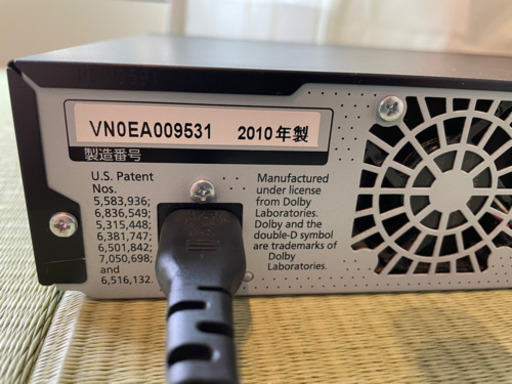 VN0EA009531 2010年製
製造番号
U.S. Patent
Nos.
5,583,936;
6,836,549;
5,315,448;
6,381,747;
6,501,842;
7,050,698;
and
6,516,132.
Manufactured
under license
from Dolby
Laboratories.
Dolby and the
double-D symbol
are trademarks of
Dolby
Laboratories.